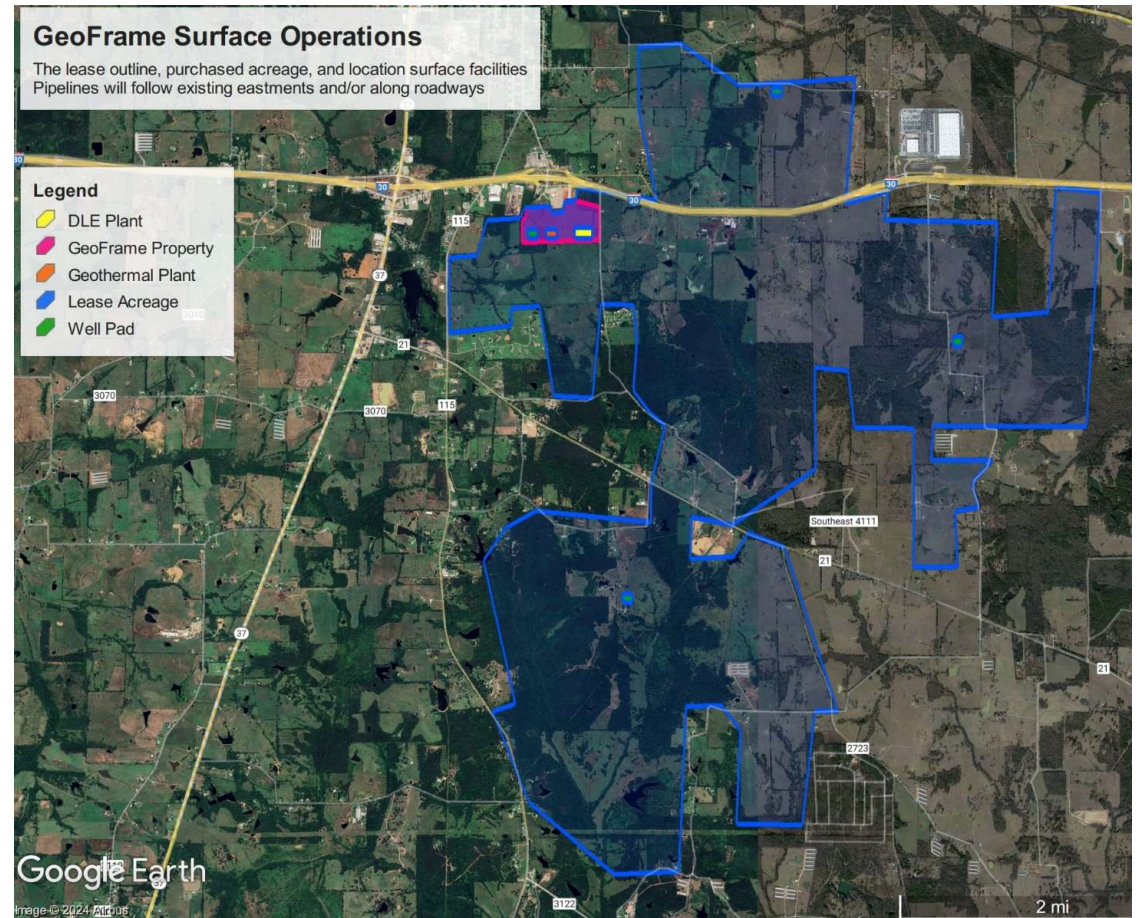 GeoFrame Surface Operations
The lease outline, purchased acreage, and location surface facilities
Pipelines will follow existing eastments and/or along roadways
30
30
30
30
Legend
DLE Plant
GeoFrame Property
Geothermal Plant
Lease Acreage
Well Pad
115
37
21
3070
3070
115
Southeast 4111
21
37
21
2723
Google Earth
37
3122
2 mi
Image © 2024 Airbus